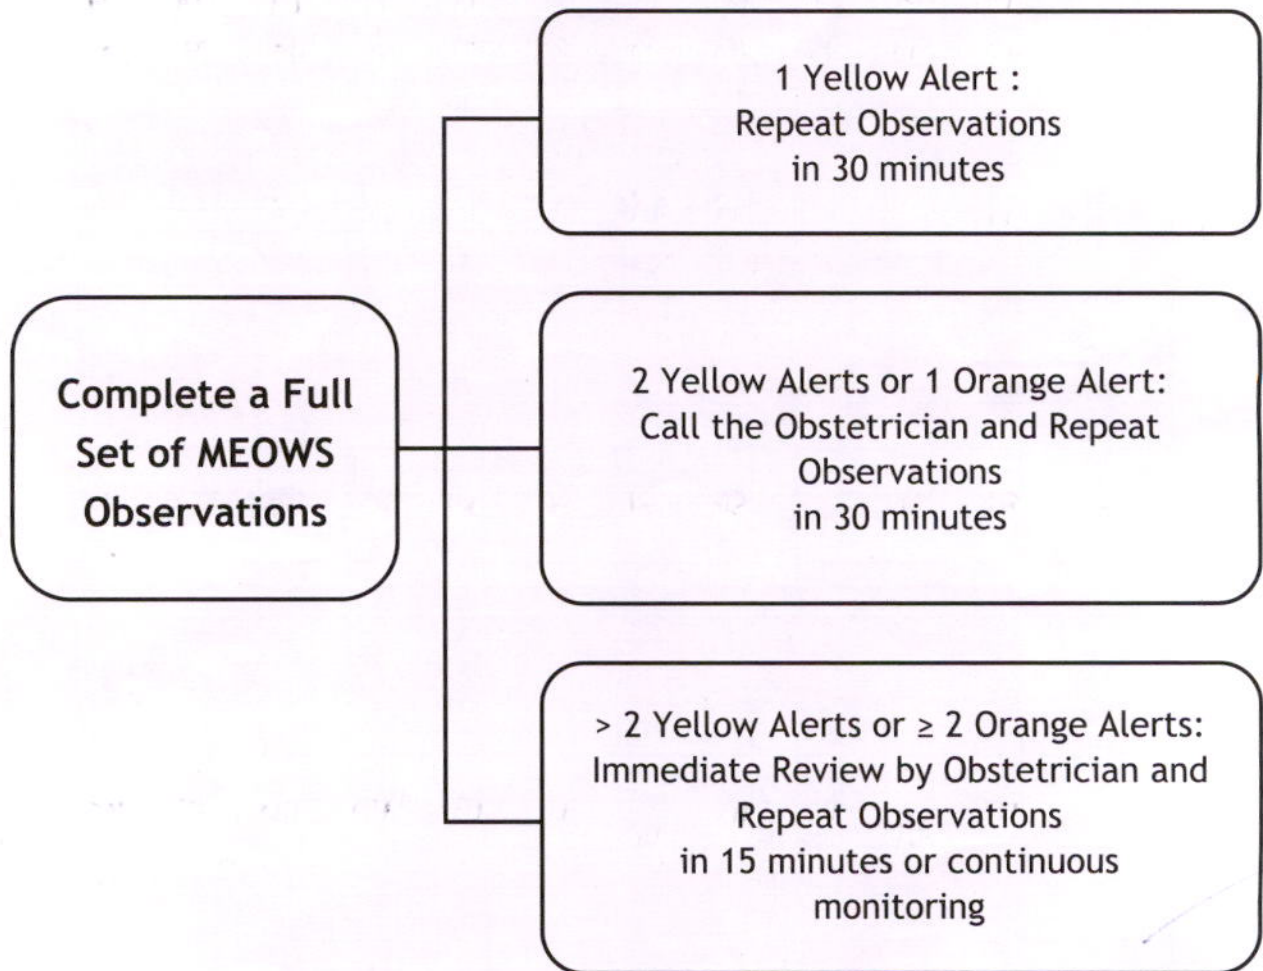 1 Yellow Alert :
Repeat Observations
in 30 minutes
Complete a Full
Set of MEOWS
Observations
2 Yellow Alerts or 1 Orange Alert:
Call the Obstetrician and Repeat
Observations
in 30 minutes
> 2 Yellow Alerts or ≥ 2 Orange Alerts:
Immediate Review by Obstetrician and
Repeat Observations
in 15 minutes or continuous
monitoring